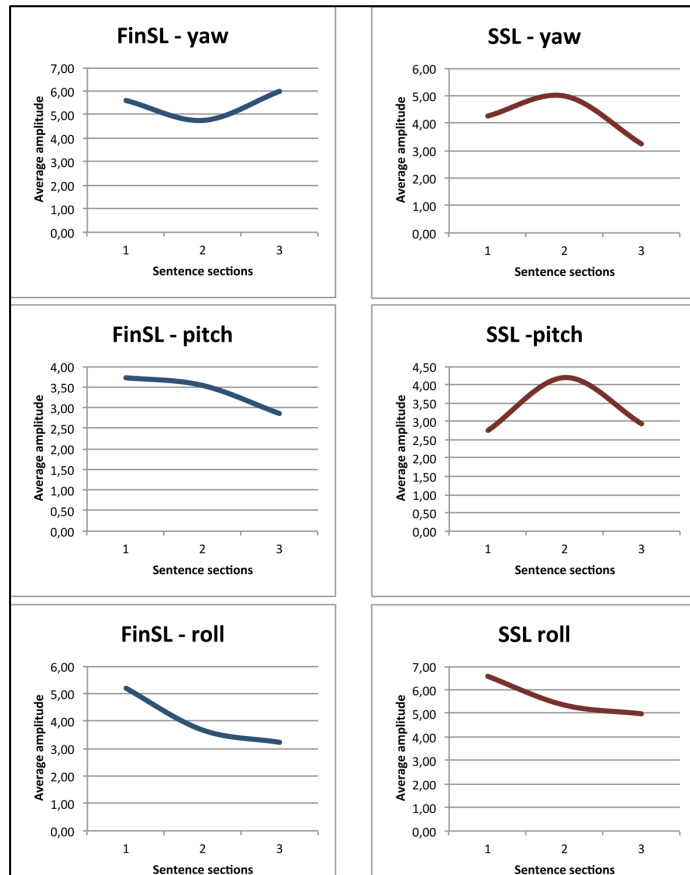 FinSL - yaw
7,00
6,00
5,00
4,00
3,00
2,00
1,00
0,00
Average amplitude
1 2 3
Sentence sections
SSL - yaw
6,00
5,00
4,00
3,00
2,00
1,00
0,00
Average amplitude
1 2 3
Sentence sections
FinSL - pitch
4,00
3,50
3,00
2,50
2,00
1,50
1,00
0,50
0,00
Average amplitude
1 2 3
Sentence sections
SSL -pitch
4,50
4,00
3,50
3,00
2,50
2,00
1,50
1,00
0,50
0,00
Average amplitude
1 2 3
Sentence sections
FinSL - roll
6,00
5,00
4,00
3,00
2,00
1,00
0,00
Average amplitude
1 2 3
Sentence sections
SSL roll
7,00
6,00
5,00
4,00
3,00
2,00
1,00
0,00
Average amplitude
1 2 3
Sentence sections